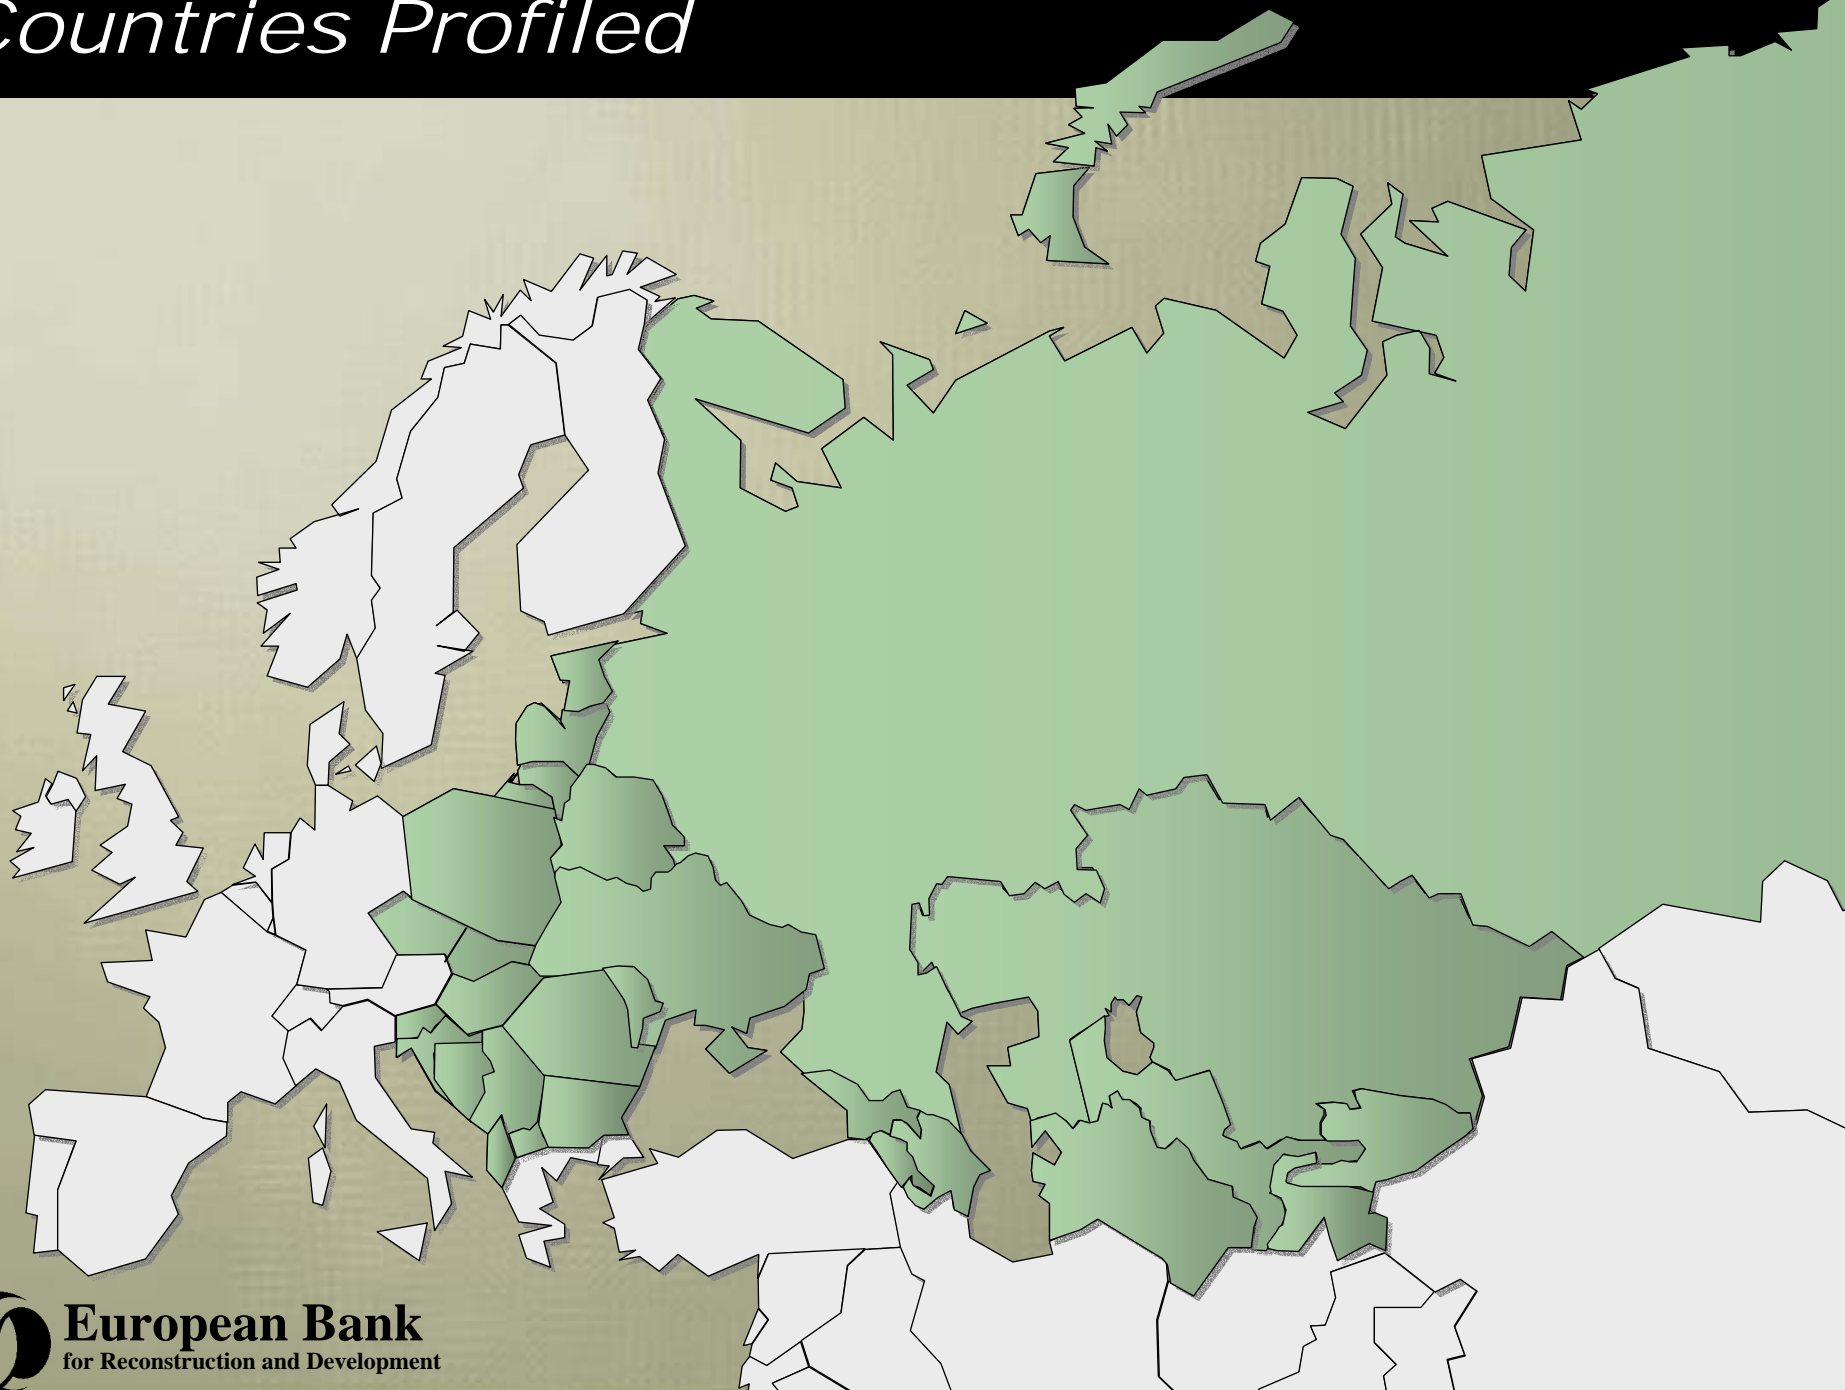 Countries Profiled
European Bank
for Reconstruction and Development